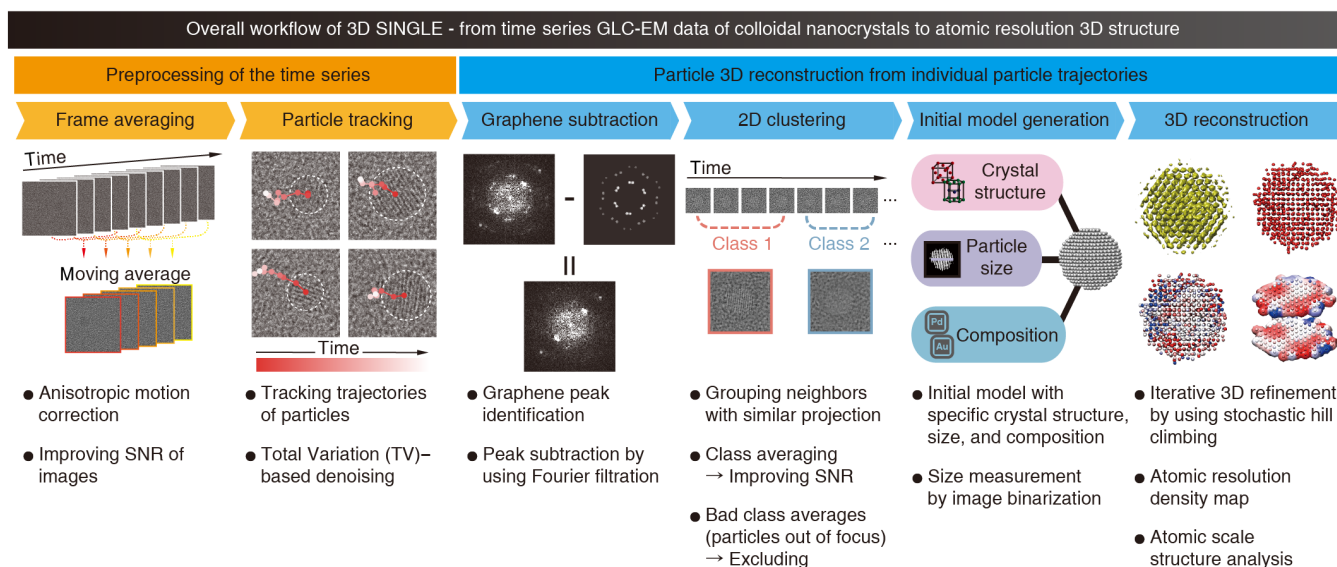 Overall workflow of 3D SINGLE - from time series GLC-EM data of colloidal nanocrystals to atomic resolution 3D structure
Preprocessing of the time series
Particle 3D reconstruction from individual particle trajectories
Frame averaging
Particle tracking
Graphene subtraction
2D clustering
Initial model generation
3D reconstruction
Time
Moving average
Time
-
=
Time
...
Class 1
Class 2
...
Crystal
structure
Particle
size
Pd
Au
Composition
● Anisotropic motion
correction
● Improving SNR of
images
● Tracking trajectories
of particles
● Total Variation (TV)–
based denoising
● Graphene peak
identification
● Peak subtraction by
using Fourier filtration
● Grouping neighbors
with similar projection
● Class averaging
→ Improving SNR
● Bad class averages
(particles out of focus)
→ Excluding
● Initial model with
specific crystal structure,
size, and composition
● Size measurement
by image binarization
● Iterative 3D refinement
by using stochastic hill
climbing
● Atomic resolution
density map
● Atomic scale
structure analysis